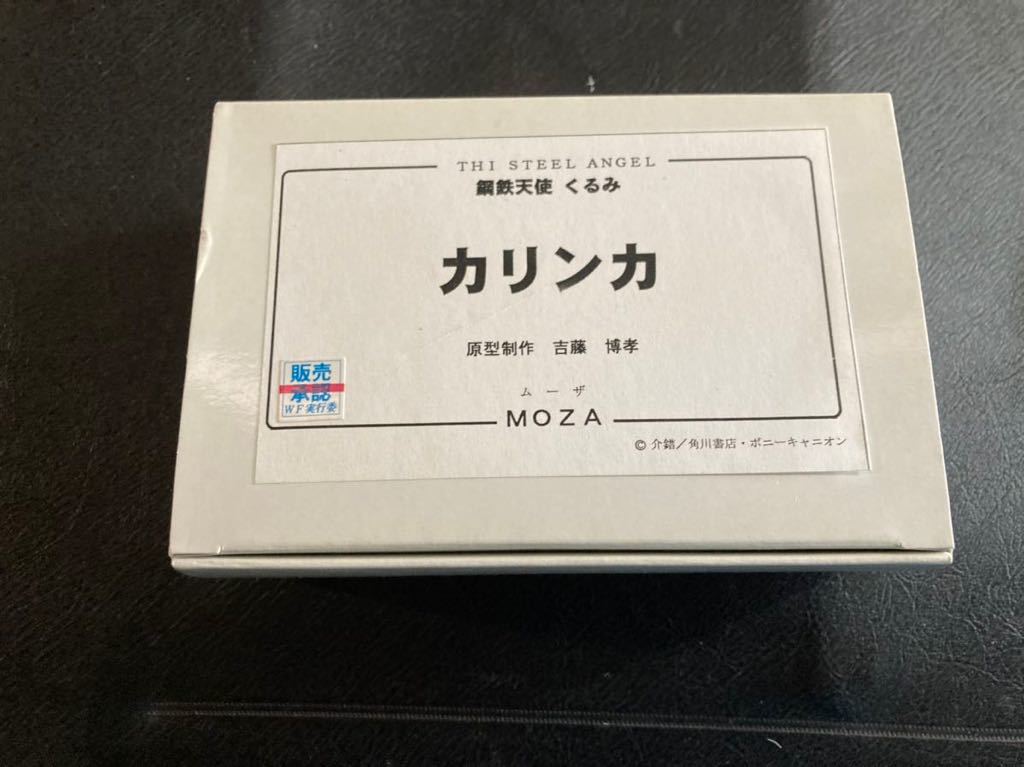 THI STEEL ANGEL
鋼鉄天使 くるみ
カリンカ
原型制作 吉藤 博孝
販売
承認
WF実行委
ムーザ
MOZA
© 介錯／角川書店・ポニーキャニオン